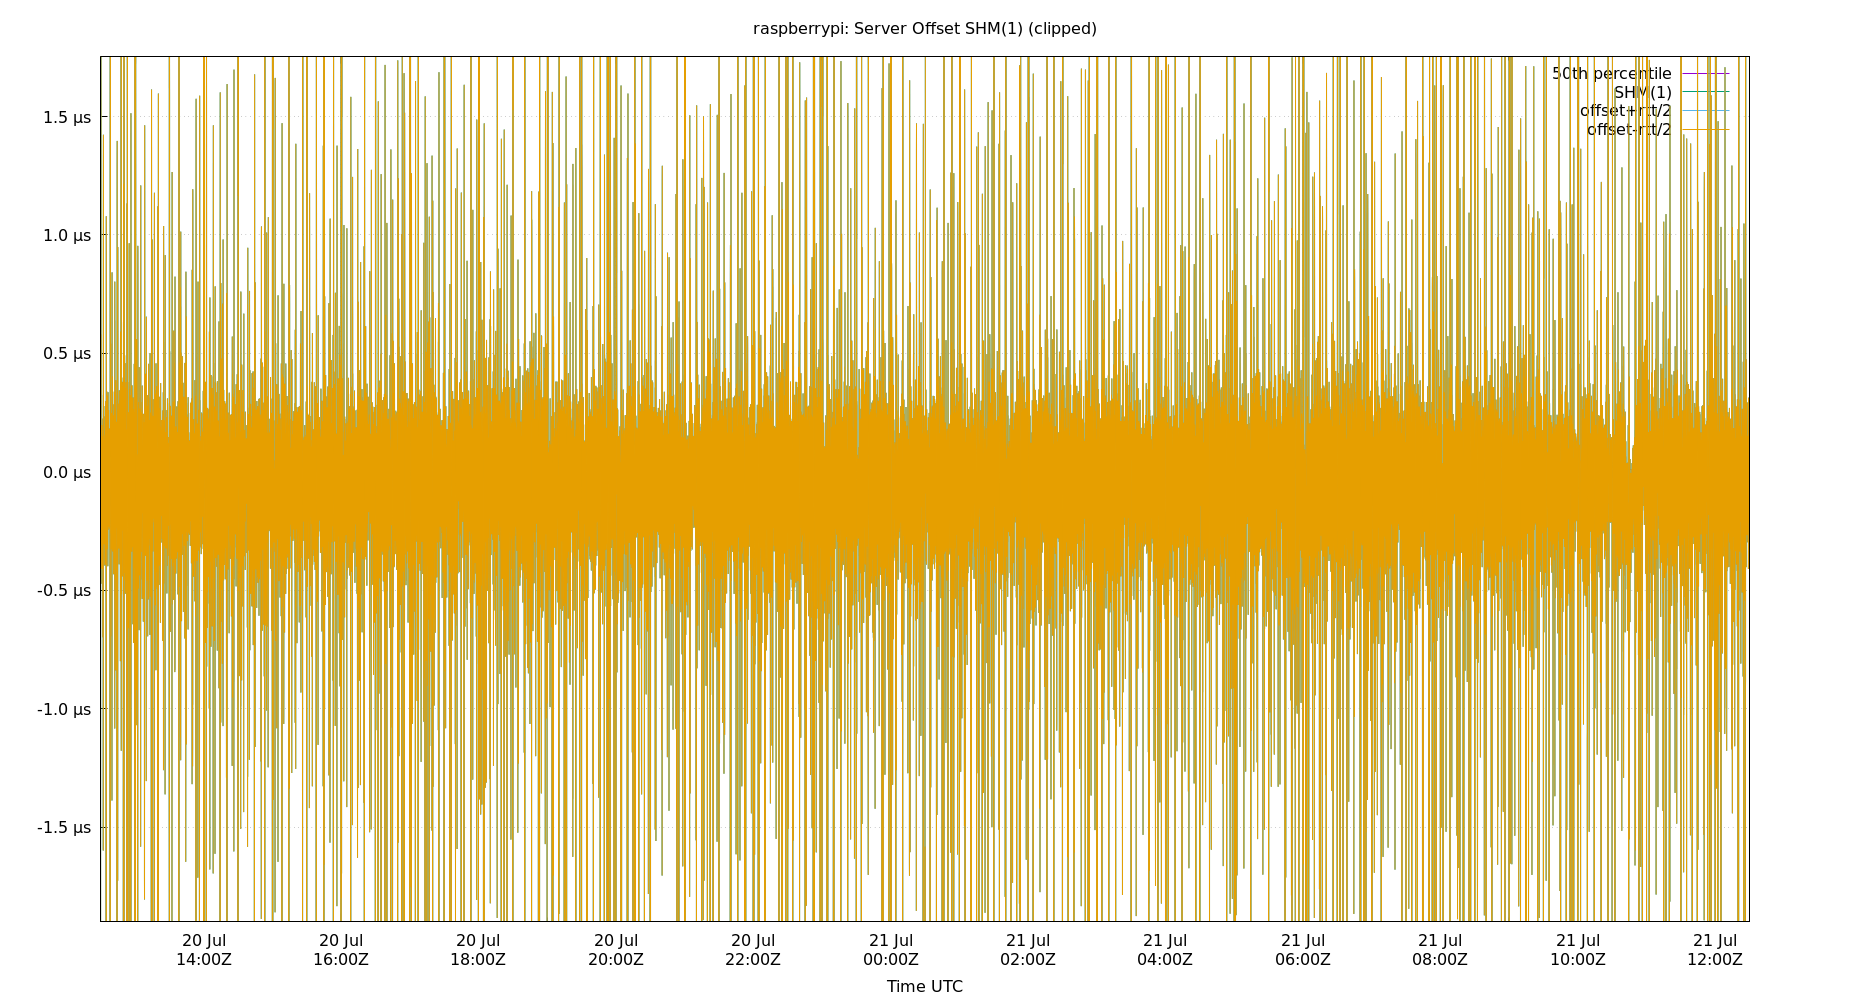 raspberrypi: Server Offset SHM(1) (clipped)
50th percentile
SHM(1)
offset+rtt/2
offset-rtt/2
1.5 µs
1.0 µs
0.5 µs
0.0 µs
-0.5 µs
-1.0 µs
-1.5 µs
20 Jul 20 Jul 20 Jul 20 Jul 20 Jul 21 Jul 21 Jul 21 Jul 21 Jul 21 Jul 21 Jul 21 Jul
14:00Z 16:00Z 18:00Z 20:00Z 22:00Z 00:00Z 02:00Z 04:00Z 06:00Z 08:00Z 10:00Z 12:00Z
Time UTC